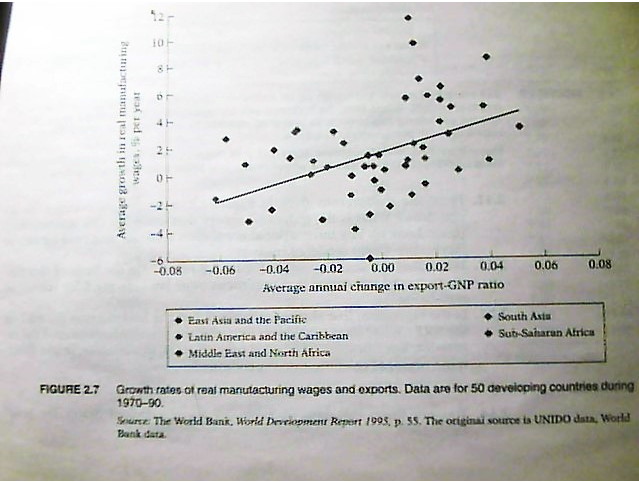 Average growth in real manufacturing
wages, % per year
12
10
8
6
4
2
0
−2
−4
−6
−0.08 −0.06 −0.04 −0.02 0.00 0.02 0.04 0.06 0.08
Average annual change in export-GNP ratio
East Asia and the Pacific
Latin America and the Caribbean
Middle East and North Africa
South Asia
Sub-Saharan Africa
FIGURE 2.7 Growth rates of real manufacturing wages and exports. Data are for 50 developing countries during
1970–90.
Source: The World Bank, World Development Report 1995, p. 55. The original source is UNIDO data, World
Bank data.